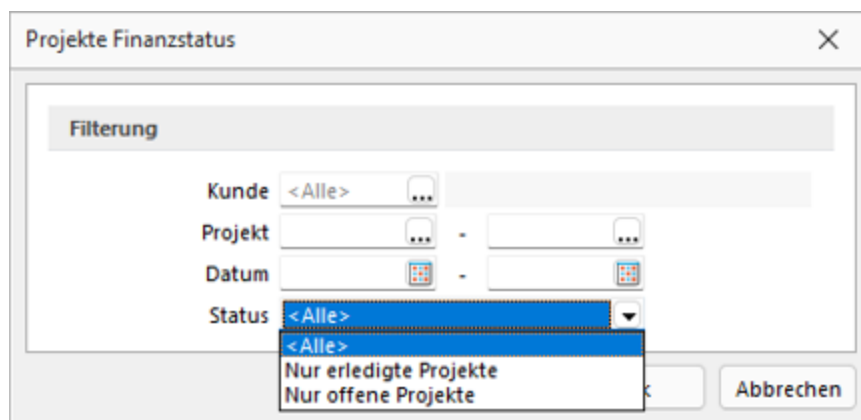 Projekte Finanzstatus
Filterung
Kunde <Alle> ...
Projekt ... - ...
Datum -
Status <Alle>
<Alle>
Nur erledigte Projekte
Nur offene Projekte
Abbrechen